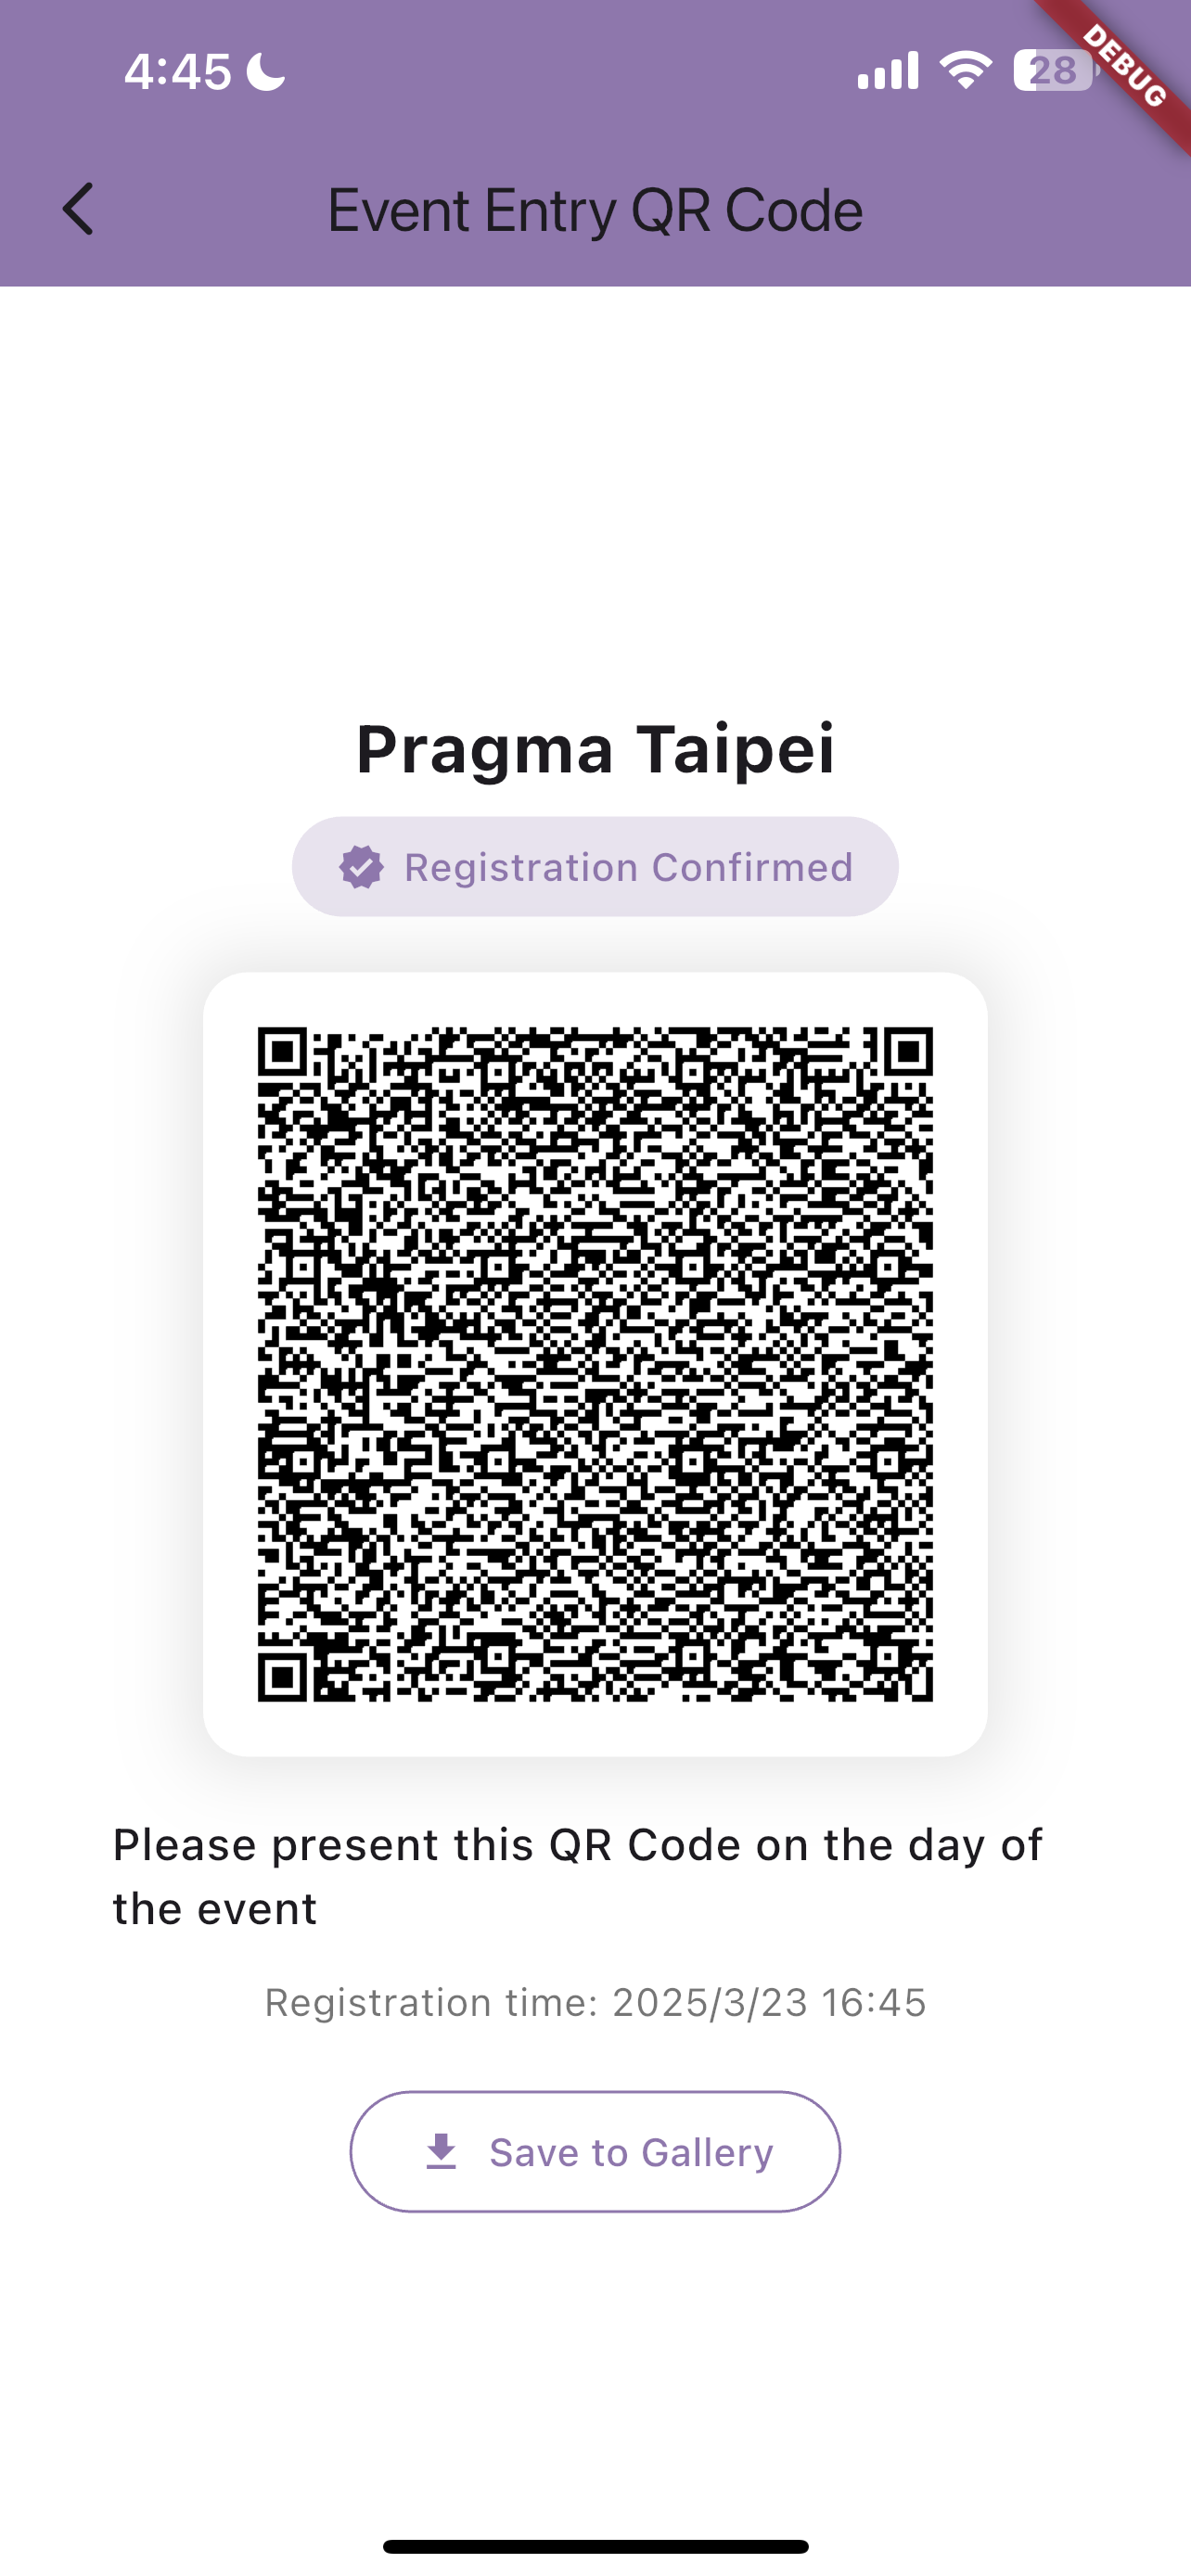 4:45
28
DEBUG
Event Entry QR Code
Pragma Taipei
Registration Confirmed
Please present this QR Code on the day of
the event
Registration time: 2025/3/23 16:45
Save to Gallery